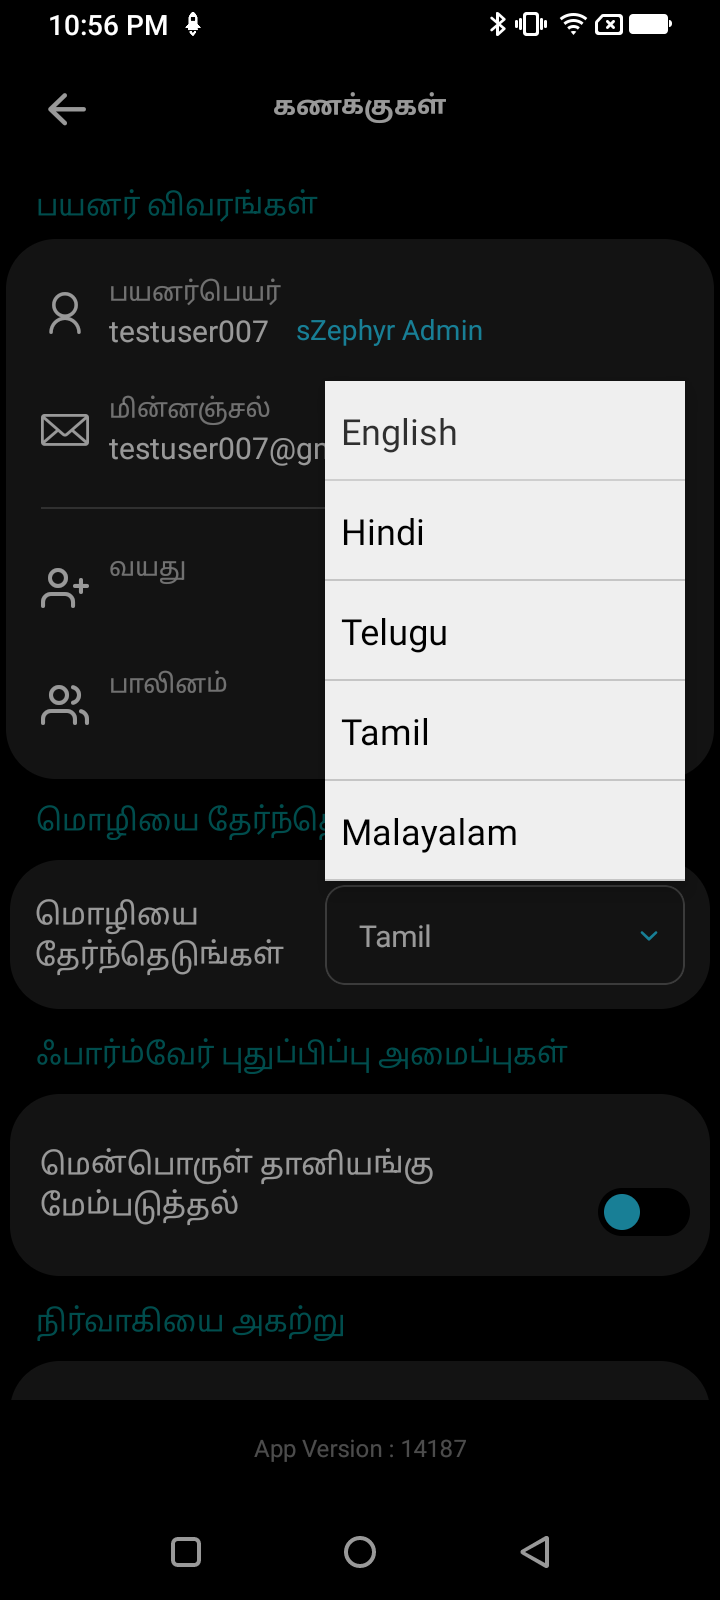 10:56 PM
கணக்குகள்
பயனர் விவரங்கள்
பயனர்பெயர்
testuser007 sZephyr Admin
மின்னஞ்சல்
testuser007@gm
வயது
பாலினம்
English
Hindi
Telugu
Tamil
Malayalam
மொழியை தேர்ந்தெ
மொழியை
தேர்ந்தெடுங்கள்
Tamil
ஃபார்ம்வேர் புதுப்பிப்பு அமைப்புகள்
மென்பொருள் தானியங்கு
மேம்படுத்தல்
நிர்வாகியை அகற்று
App Version : 14187